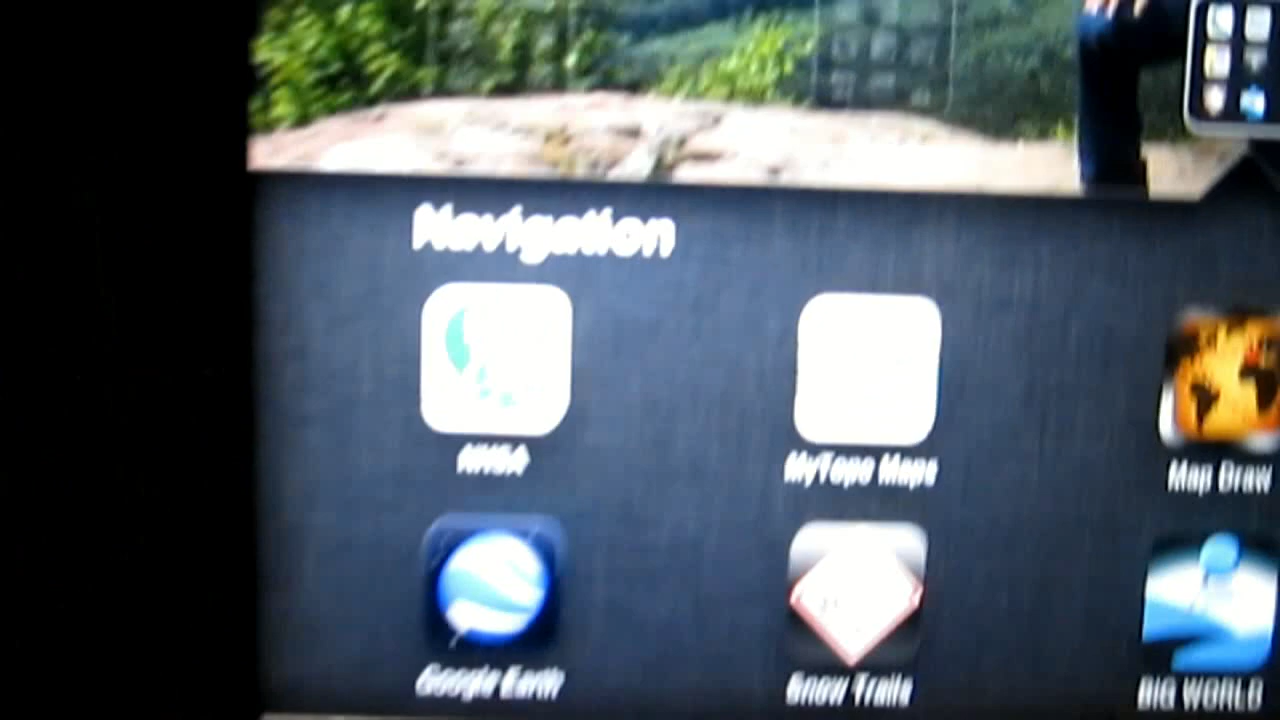 Navigation
MyTopo Maps
Map Draw
Google Earth
Snow Trails
BIG WORLD